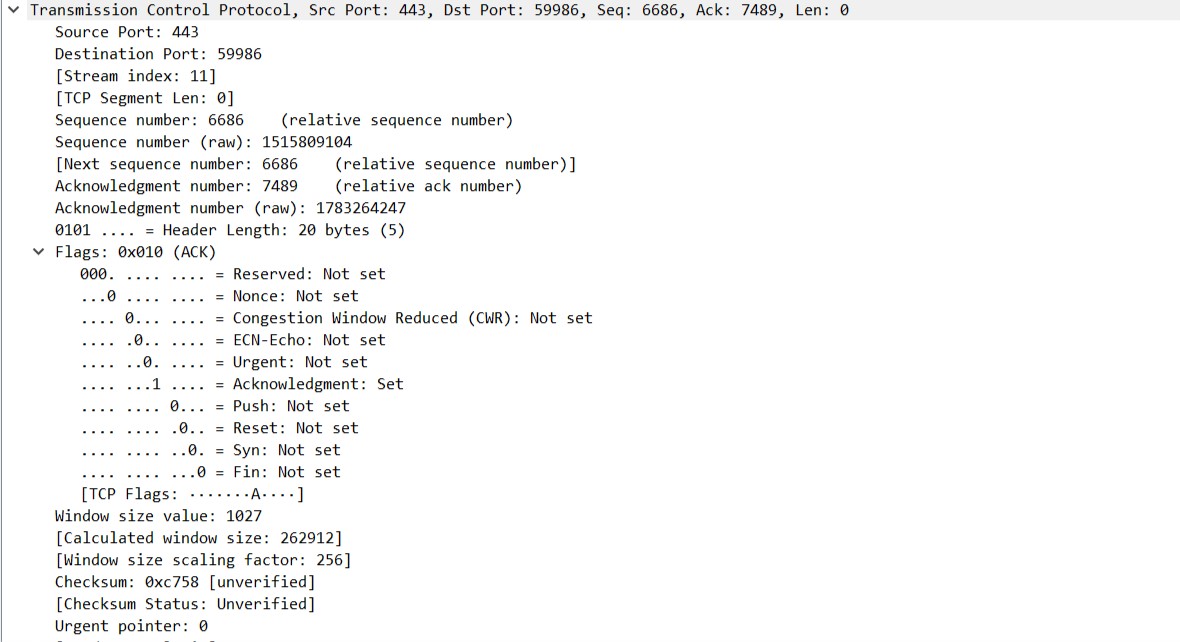 Transmission Control Protocol, Src Port: 443, Dst Port: 59986, Seq: 6686, Ack: 7489, Len: 0
Source Port: 443
Destination Port: 59986
[Stream index: 11]
[TCP Segment Len: 0]
Sequence number: 6686    (relative sequence number)
Sequence number (raw): 1515809104
[Next sequence number: 6686    (relative sequence number)]
Acknowledgment number: 7489    (relative ack number)
Acknowledgment number (raw): 1783264247
0101 .... = Header Length: 20 bytes (5)
Flags: 0x010 (ACK)
000. .... .... = Reserved: Not set
...0 .... .... = Nonce: Not set
.... 0... .... = Congestion Window Reduced (CWR): Not set
.... .0.. .... = ECN-Echo: Not set
.... ..0. .... = Urgent: Not set
.... ...1 .... = Acknowledgment: Set
.... .... 0... = Push: Not set
.... .... .0.. = Reset: Not set
.... .... ..0. = Syn: Not set
.... .... ...0 = Fin: Not set
[TCP Flags: ·······A····]
Window size value: 1027
[Calculated window size: 262912]
[Window size scaling factor: 256]
Checksum: 0xc758 [unverified]
[Checksum Status: Unverified]
Urgent pointer: 0